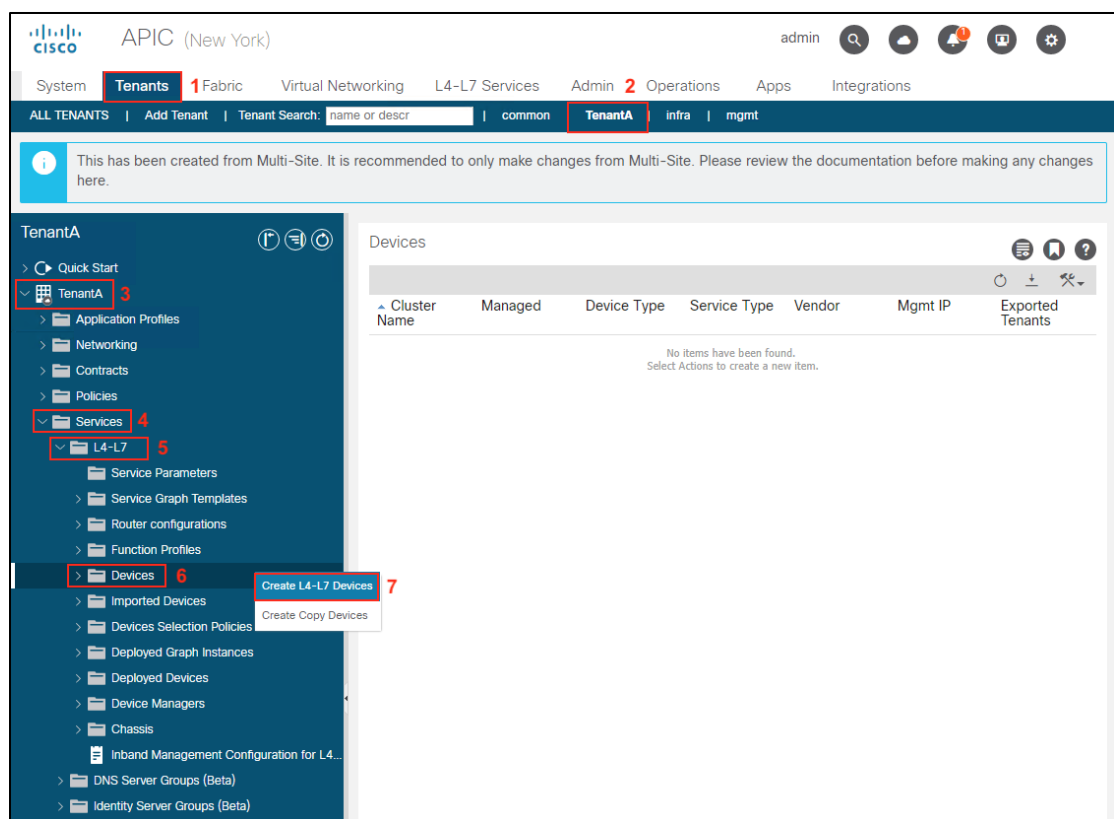 CISCO APIC (New York) admin 1
System Tenants 1 Fabric Virtual Networking L4-L7 Services Admin 2 Operations Apps Integrations
ALL TENANTS | Add Tenant | Tenant Search: name or descr | common | TenantA | infra | mgmt
i This has been created from Multi-Site. It is recommended to only make changes from Multi-Site. Please review the documentation before making any changes
here.
TenantA
Quick Start
TenantA 3
Application Profiles
Networking
Contracts
Policies
Services 4
L4-L7 5
Service Parameters
Service Graph Templates
Router configurations
Function Profiles
Devices 6
Create L4-L7 Devices 7
Create Copy Devices
Imported Devices
Devices Selection Policies
Deployed Graph Instances
Deployed Devices
Device Managers
Chassis
Inband Management Configuration for L4...
DNS Server Groups (Beta)
Identity Server Groups (Beta)
Devices ?
Cluster Managed Device Type Service Type Vendor Mgmt IP Exported
Name Tenants
No items have been found.
Select Actions to create a new item.